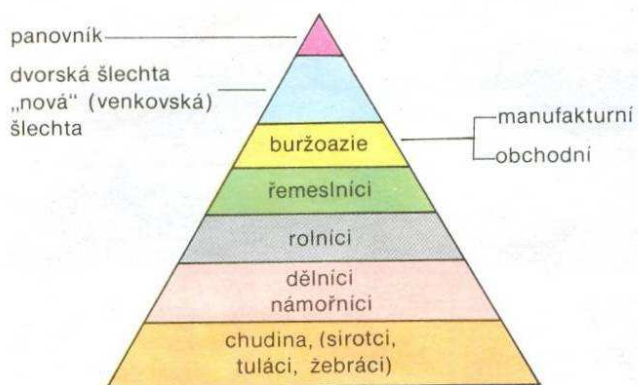 panovník
dvorská šlechta
„nová“ (venkovská)
šlechta
buržoazie
manufakturní
obchodní
řemeslníci
rolníci
dělníci
námořníci
chudina, (sirotci,
tuláci, žebráci)